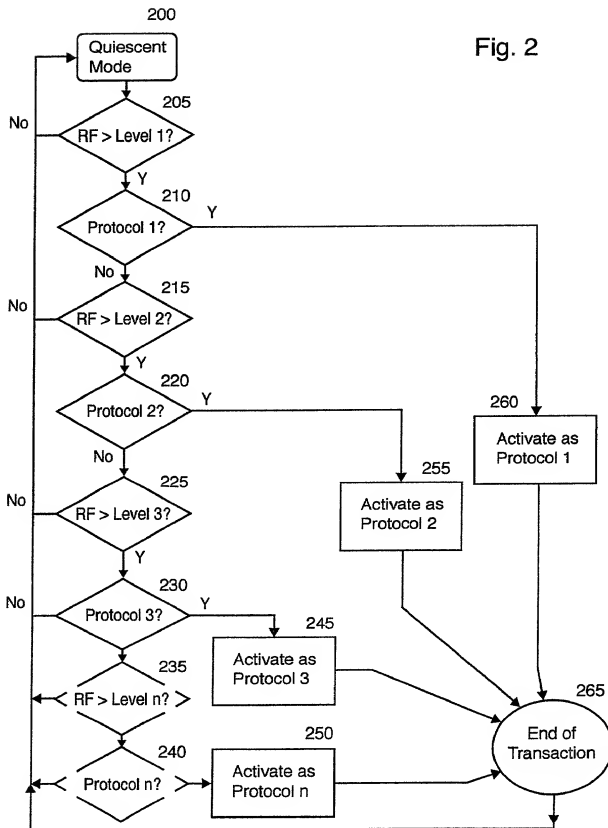 200
Fig. 2
Quiescent
Mode
205
No
RF > Level 1?
Y
210
Protocol 1?
Y
No
215
No
RF > Level 2?
Y
220
Protocol 2?
Y
No
260
Activate as
Protocol 1
225
255
No
RF > Level 3?
Activate as
Protocol 2
Y
230
No
Protocol 3?
Y
245
Activate as
Protocol 3
235
RF > Level n?
265
End of
Transaction
240
Protocol n?
250
Activate as
Protocol n